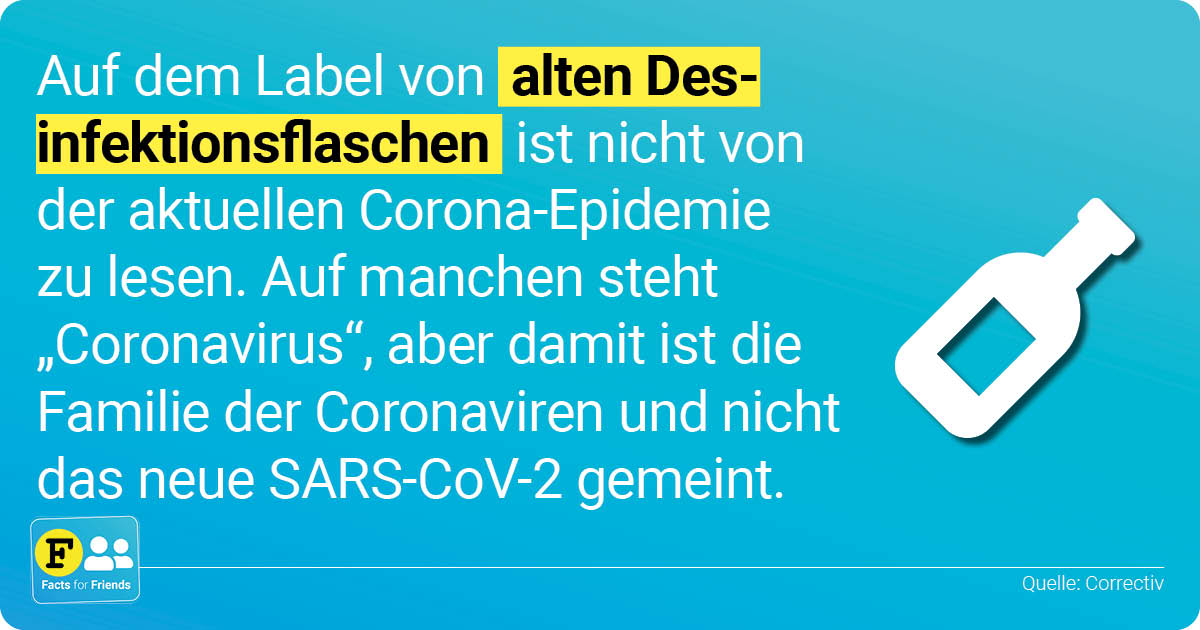 Auf dem Label von alten Des-
infektionsflaschen ist nicht von
der aktuellen Corona-Epidemie
zu lesen. Auf manchen steht
„Coronavirus“, aber damit ist die
Familie der Coronaviren und nicht
das neue SARS-CoV-2 gemeint.
F
Facts for Friends
Quelle: Correctiv